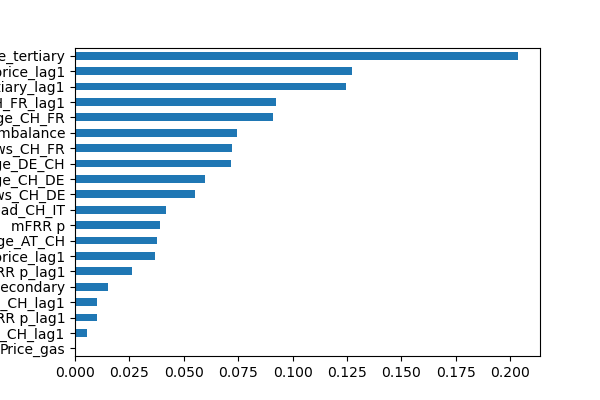 e_tertiary
price_lag1
tiary_lag1
H_FR_lag1
ge_CH_FR
mbalance
ws_CH_FR
ge_DE_CH
ge_CH_DE
ws_CH_DE
ad_CH_IT
mFRR p
ge_AT_CH
price_lag1
RR p_lag1
econdary
_CH_lag1
RR p_lag1
_CH_lag1
Price_gas
0.000 0.025 0.050 0.075 0.100 0.125 0.150 0.175 0.200